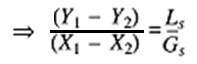 ⇒ (Y₁ − Y₂)/(X₁ − X₂) = Lₛ/Gₛ